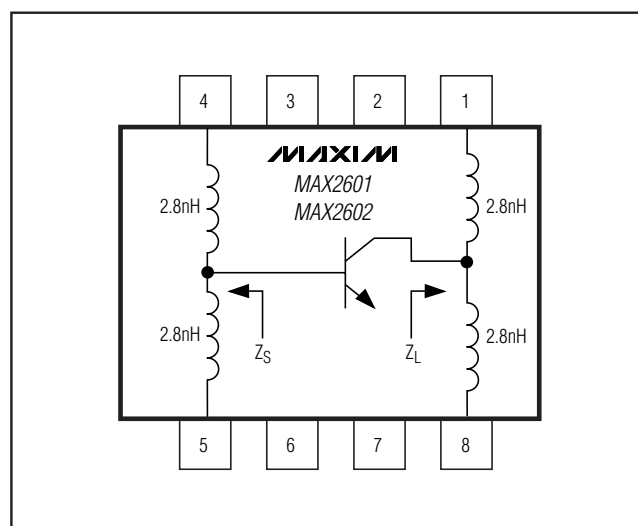 4 3 2 1
MAXIM
MAX2601
MAX2602
2.8nH 2.8nH
2.8nH 2.8nH
ZS ZL
5 6 7 8